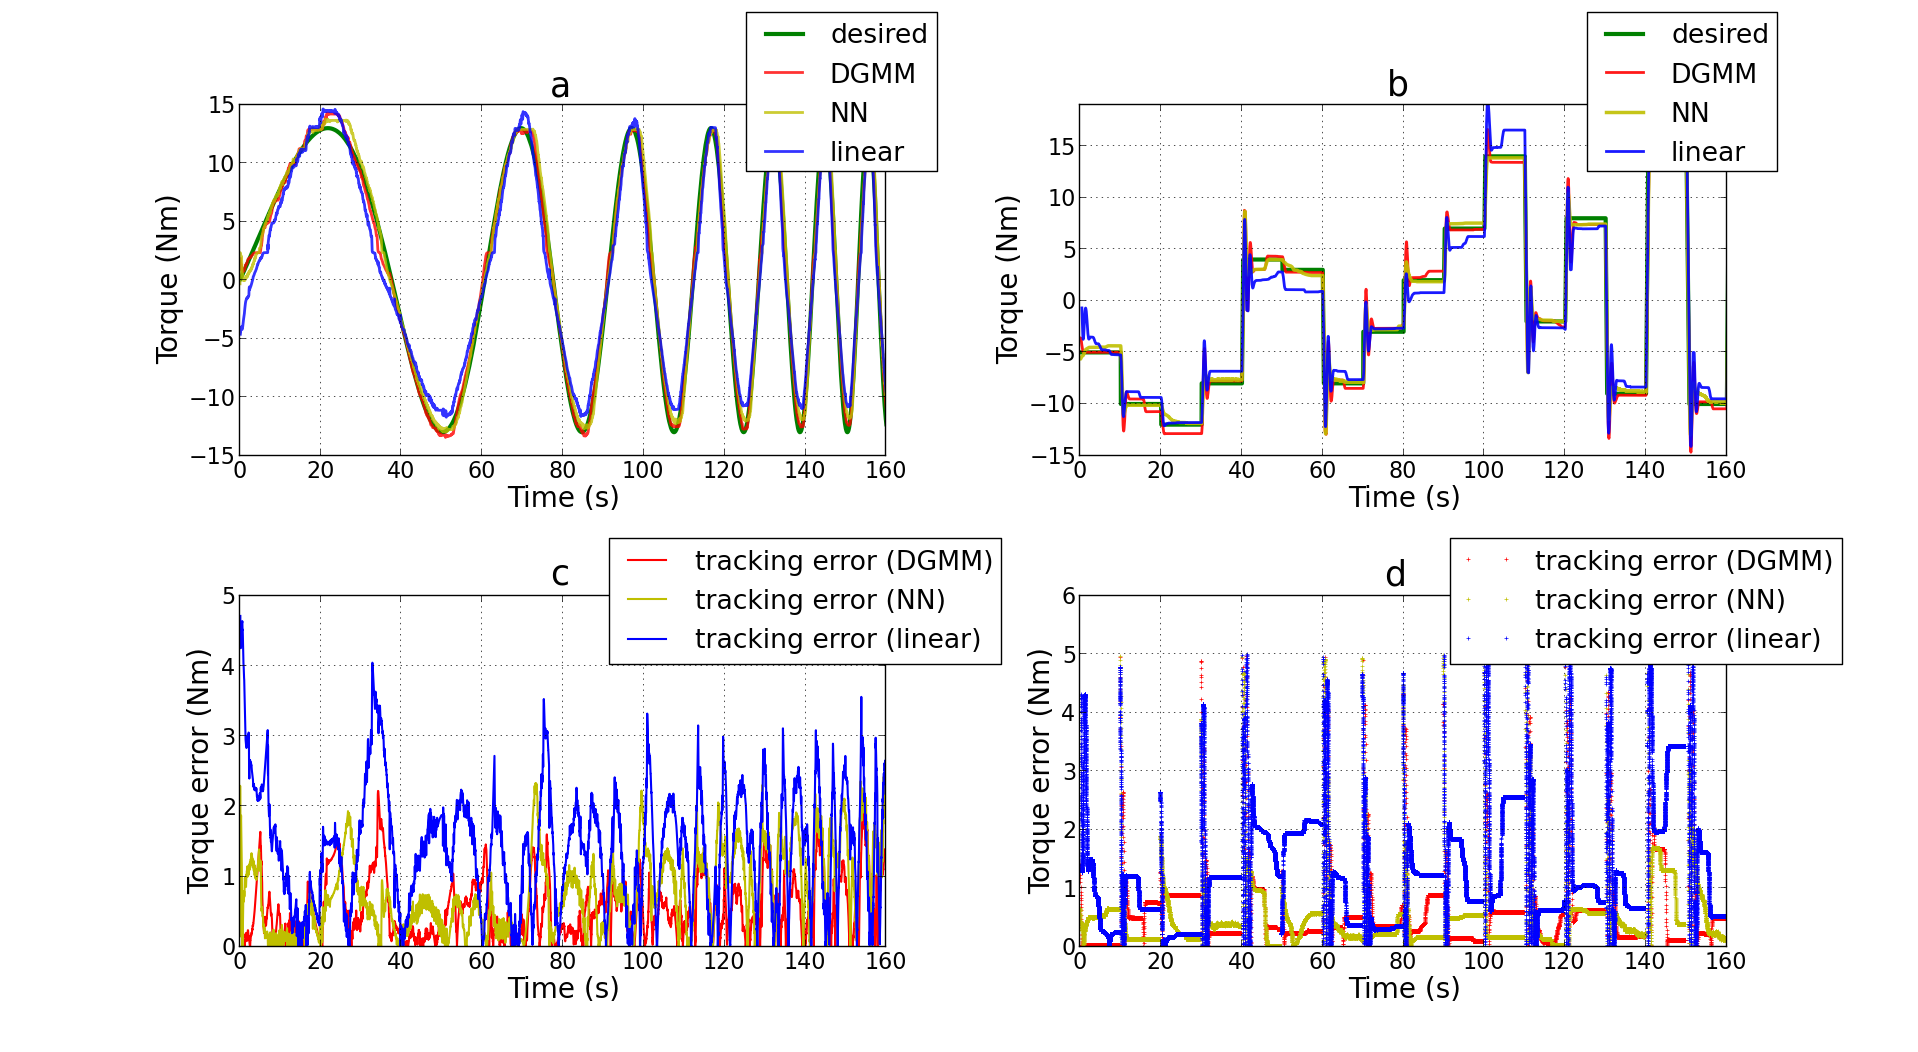 a
desired
DGMM
NN
linear
15
10
5
0
−5
−10
−15
Torque (Nm)
0 20 40 60 80 100 120 140 160
Time (s)
b
desired
DGMM
NN
linear
15
10
5
0
−5
−10
−15
Torque (Nm)
0 20 40 60 80 100 120 140 160
Time (s)
c
tracking error (DGMM)
tracking error (NN)
tracking error (linear)
5
4
3
2
1
0
Torque error (Nm)
0 20 40 60 80 100 120 140 160
Time (s)
d
tracking error (DGMM)
tracking error (NN)
tracking error (linear)
6
5
4
3
2
1
0
Torque error (Nm)
0 20 40 60 80 100 120 140 160
Time (s)